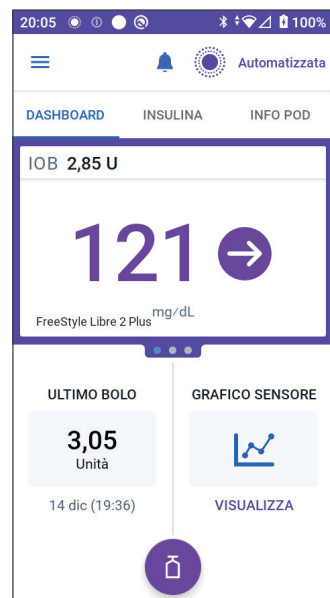 20:05 100%
Automatizzata
DASHBOARD INSULINA INFO POD
IOB 2,85 U
121
mg/dL
FreeStyle Libre 2 Plus
ULTIMO BOLO GRAFICO SENSORE
3,05
Unità
14 dic (19:36) VISUALIZZA